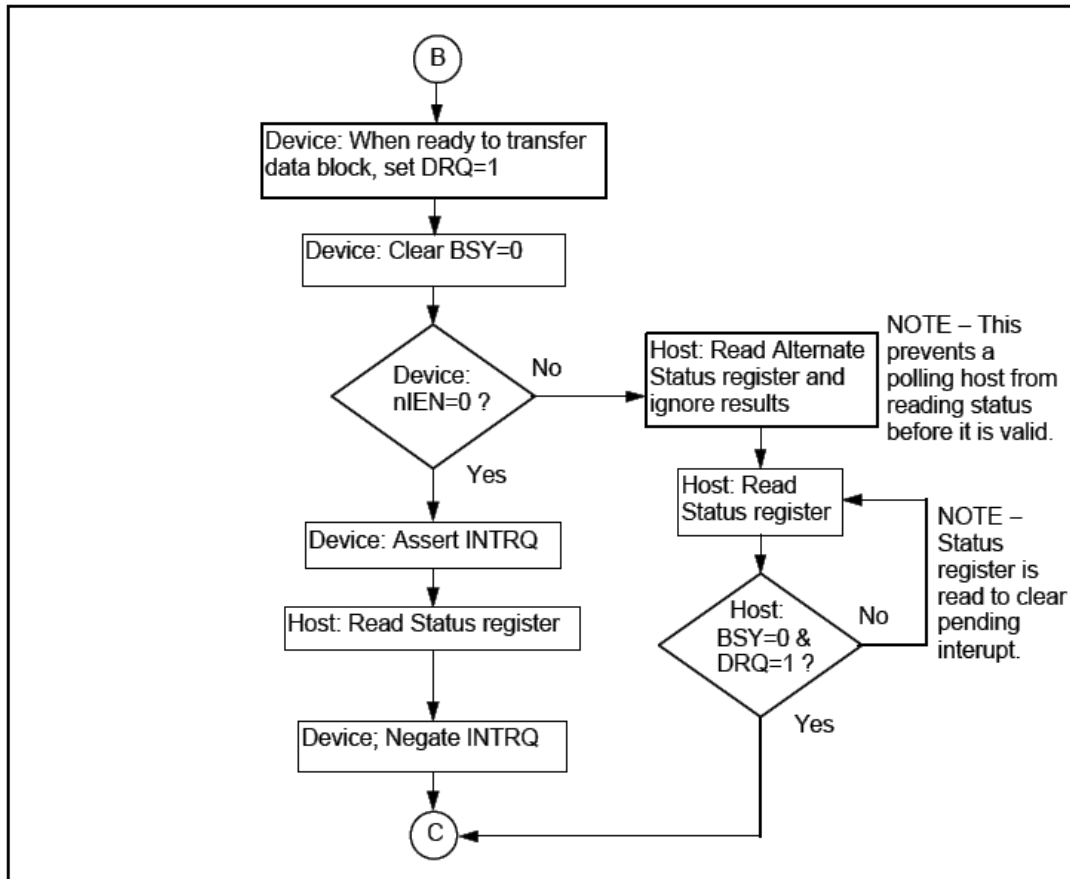 B
Device: When ready to transfer
data block, set DRQ=1
Device: Clear BSY=0
Device:
nIEN=0 ?
No
Yes
Host: Read Alternate
Status register and
ignore results
NOTE – This
prevents a
polling host from
reading status
before it is valid.
Host: Read
Status register
NOTE –
Status
register is
read to clear
pending
interupt.
Device: Assert INTRQ
Host: Read Status register
Host:
BSY=0 &
DRQ=1 ?
No
Yes
Device; Negate INTRQ
C